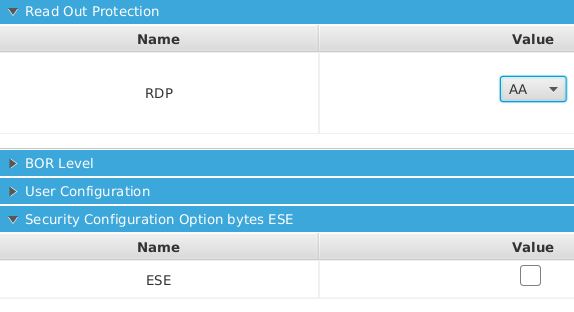 Read Out Protection
Name Value
RDP AA
BOR Level
User Configuration
Security Configuration Option bytes ESE
Name Value
ESE